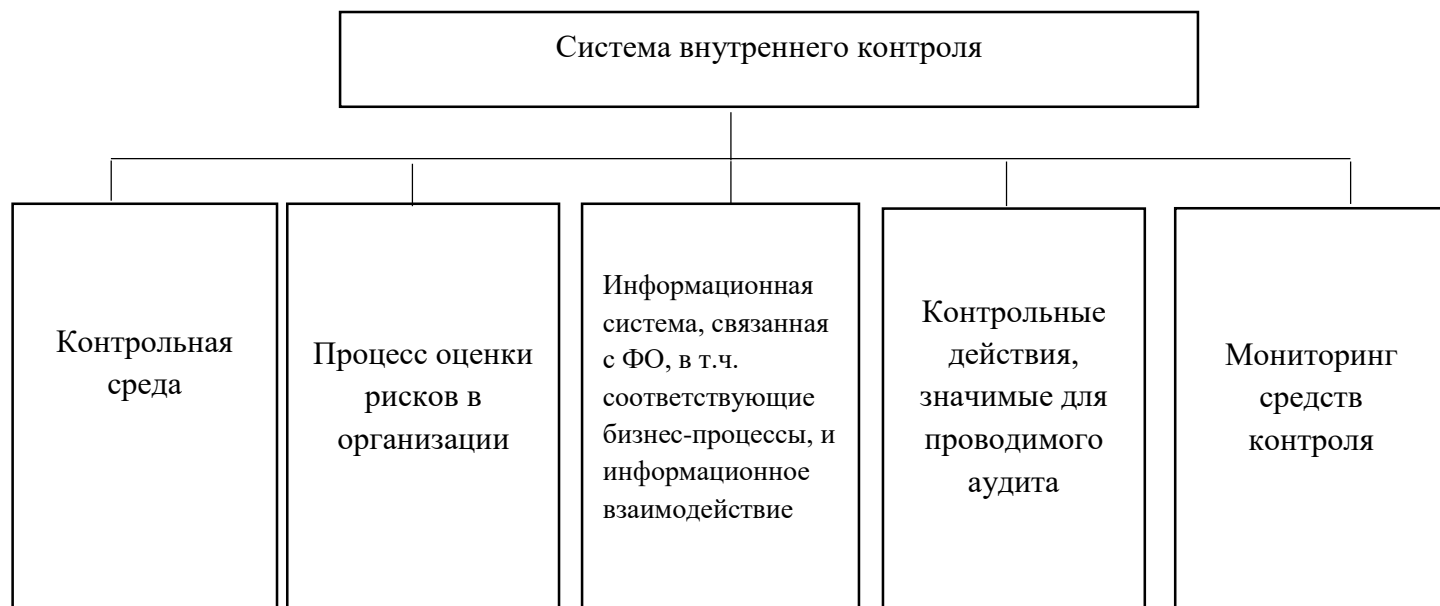 Система внутреннего контроля
Контрольная
среда
Процесс оценки
рисков в
организации
Информационная
система, связанная
с ФО, в т.ч.
соответствующие
бизнес-процессы, и
информационное
взаимодействие
Контрольные
действия,
значимые для
проводимого
аудита
Мониторинг
средств
контроля